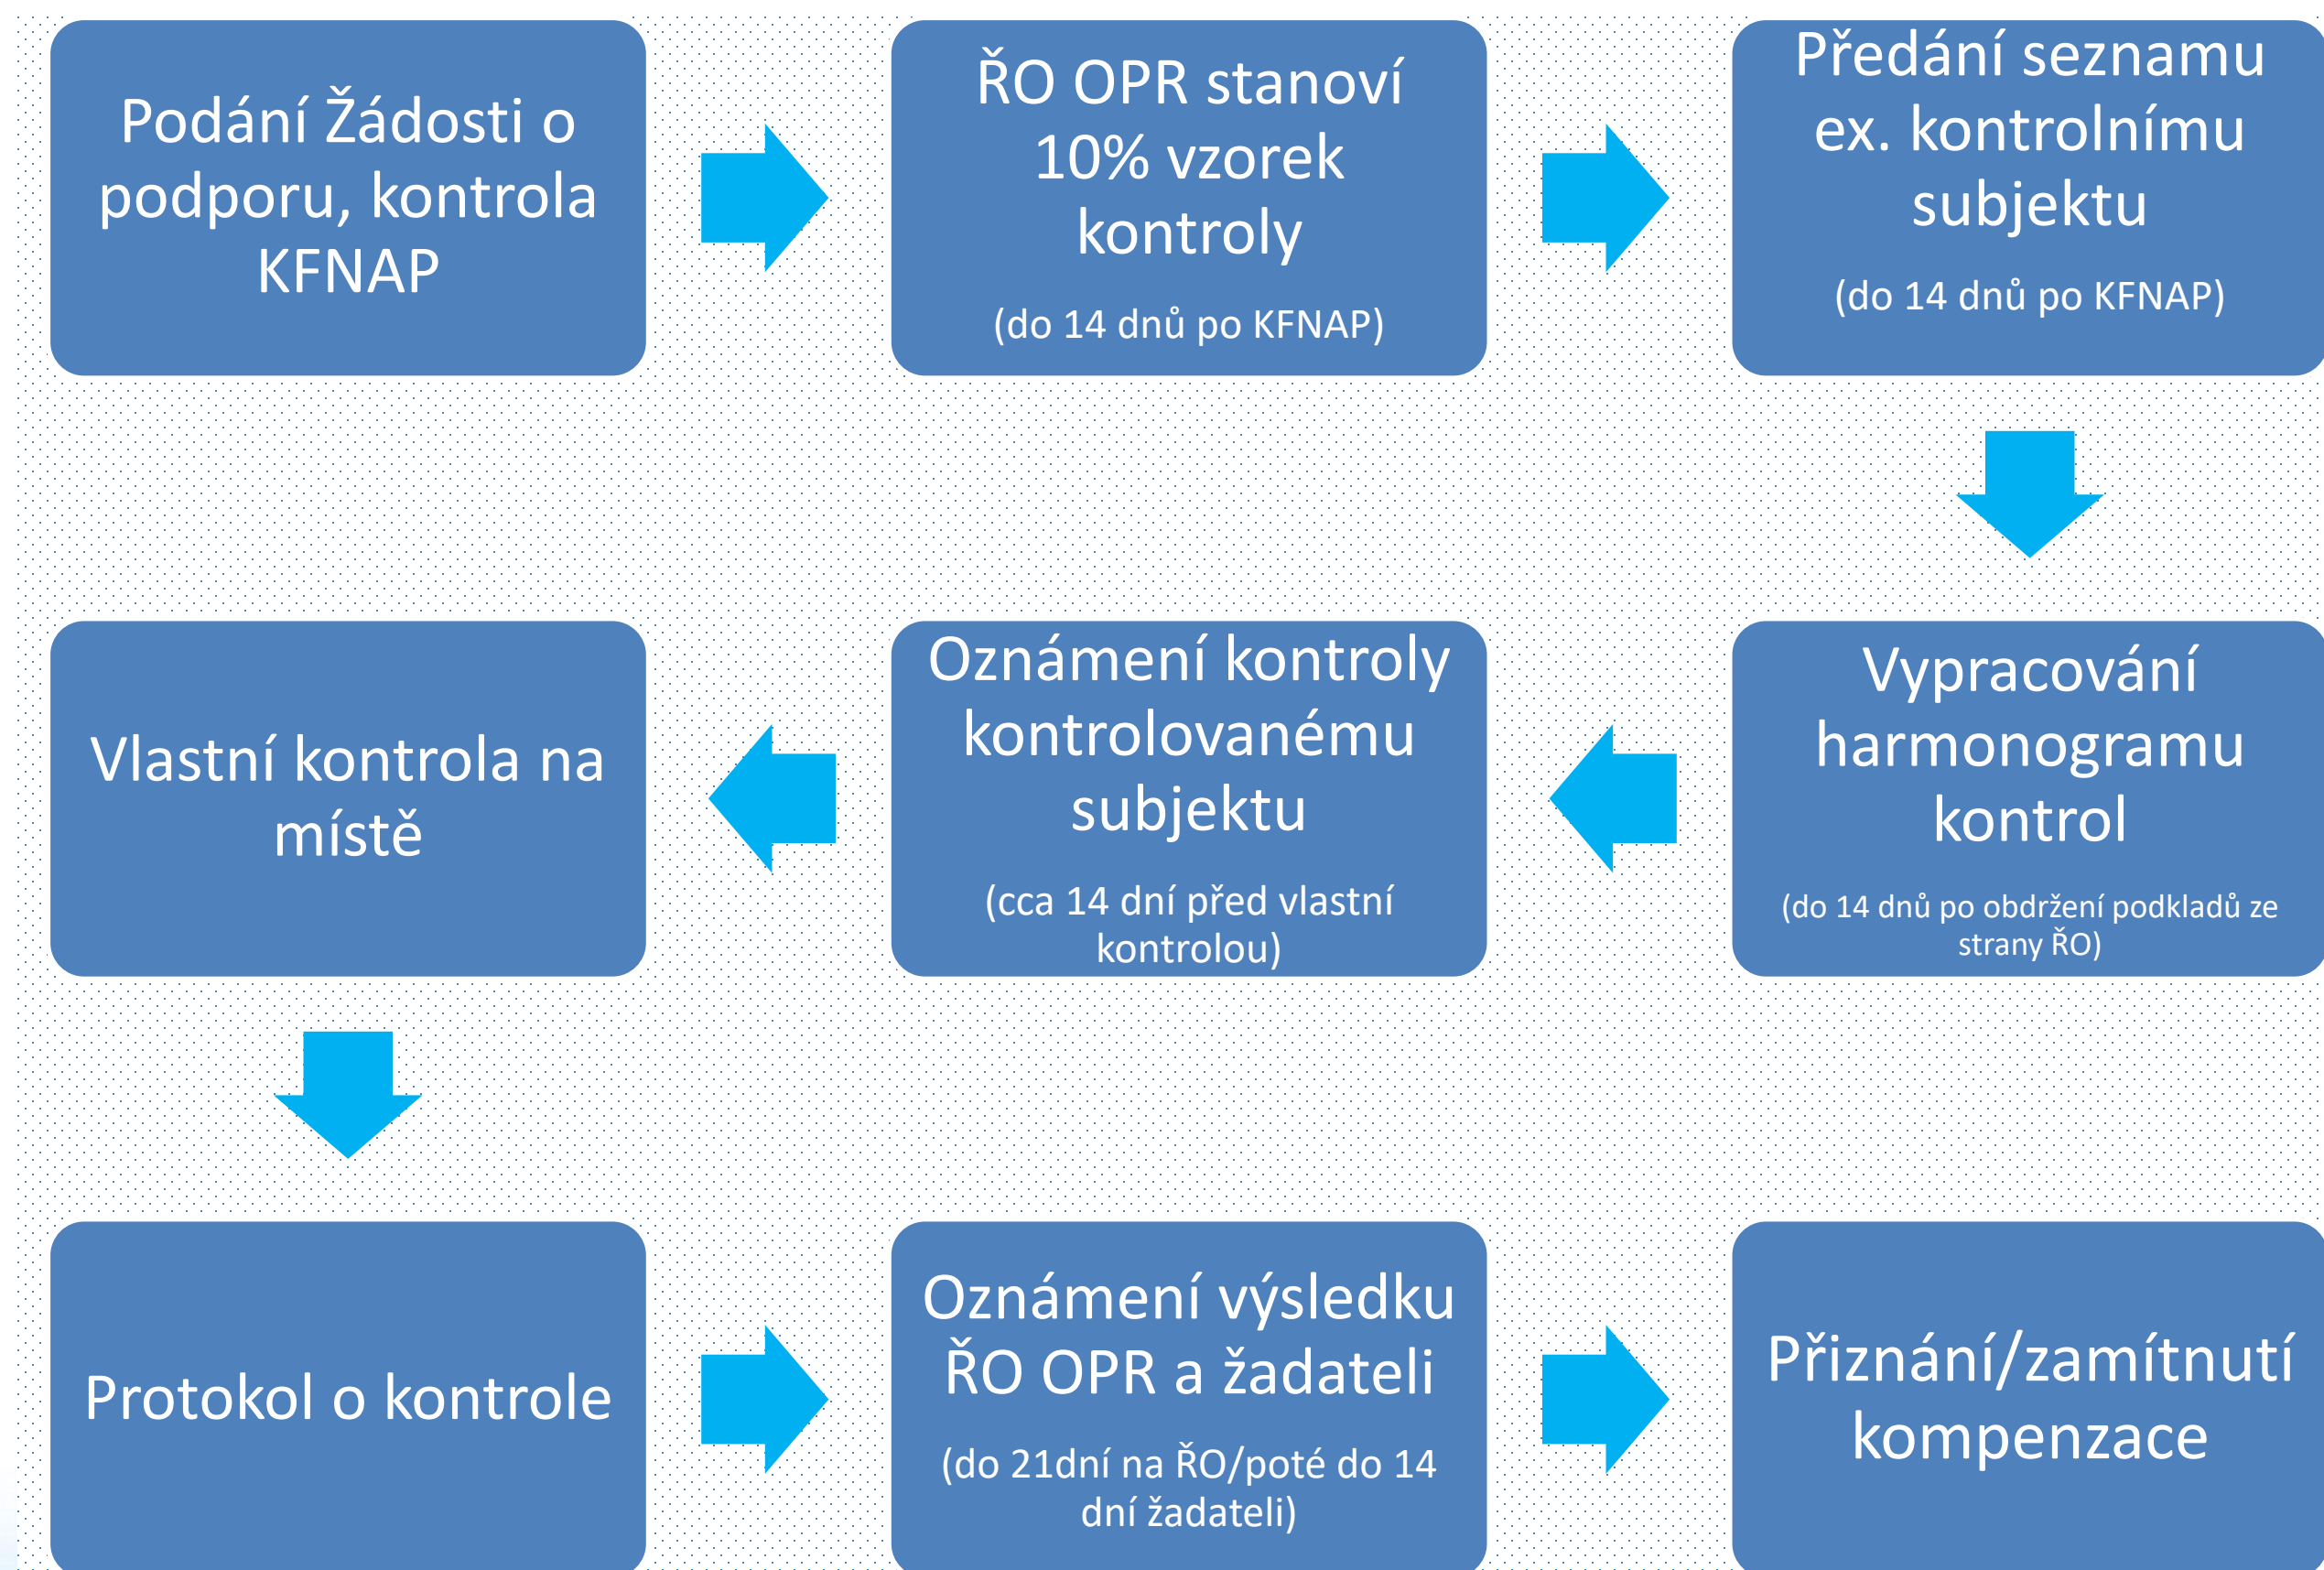 Podání Žádosti o
podporu, kontrola
KFNAP
ŘO OPR stanoví
10% vzorek
kontroly
(do 14 dnů po KFNAP)
Předání seznamu
ex. kontrolnímu
subjektu
(do 14 dnů po KFNAP)
Vypracování
harmonogramu
kontrol
(do 14 dnů po obdržení podkladů ze
strany ŘO)
Oznámení kontroly
kontrolovanému
subjektu
(cca 14 dní před vlastní
kontrolou)
Vlastní kontrola na
místě
Protokol o kontrole
Oznámení výsledku
ŘO OPR a žadateli
(do 21dní na ŘO/poté do 14
dní žadateli)
Přiznání/zamítnutí
kompenzace